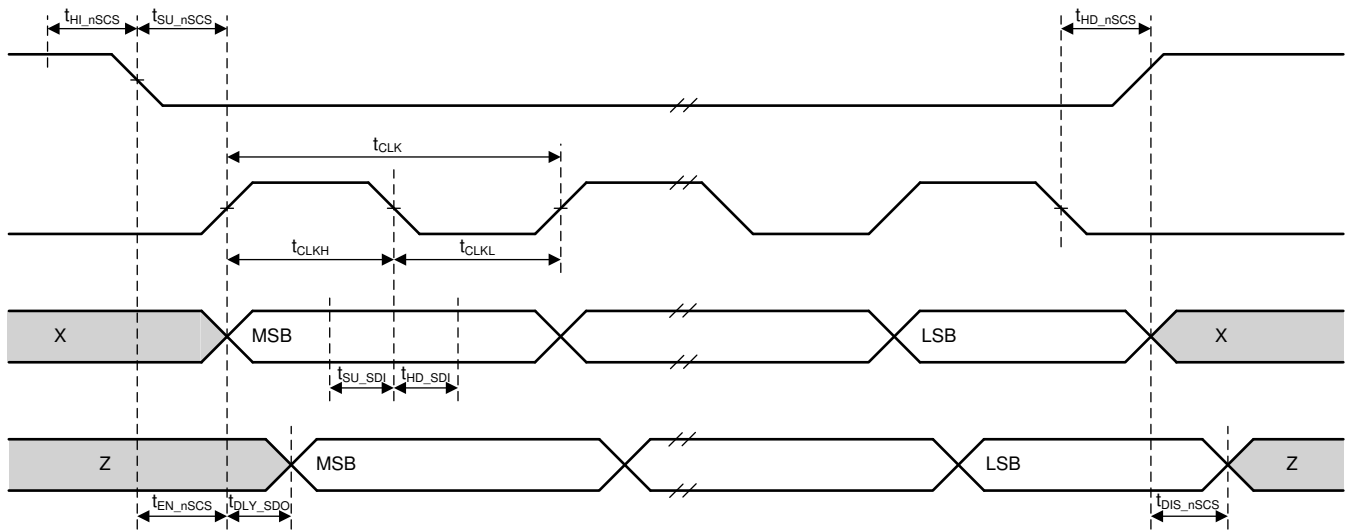 tHI_nSCS tSU_nSCS tHD_nSCS
tCLK
tCLKH tCLKL
X MSB LSB X
tSU_SDI tHD_SDI
Z MSB LSB Z
tEN_nSCS tDLY_SDO tDIS_nSCS